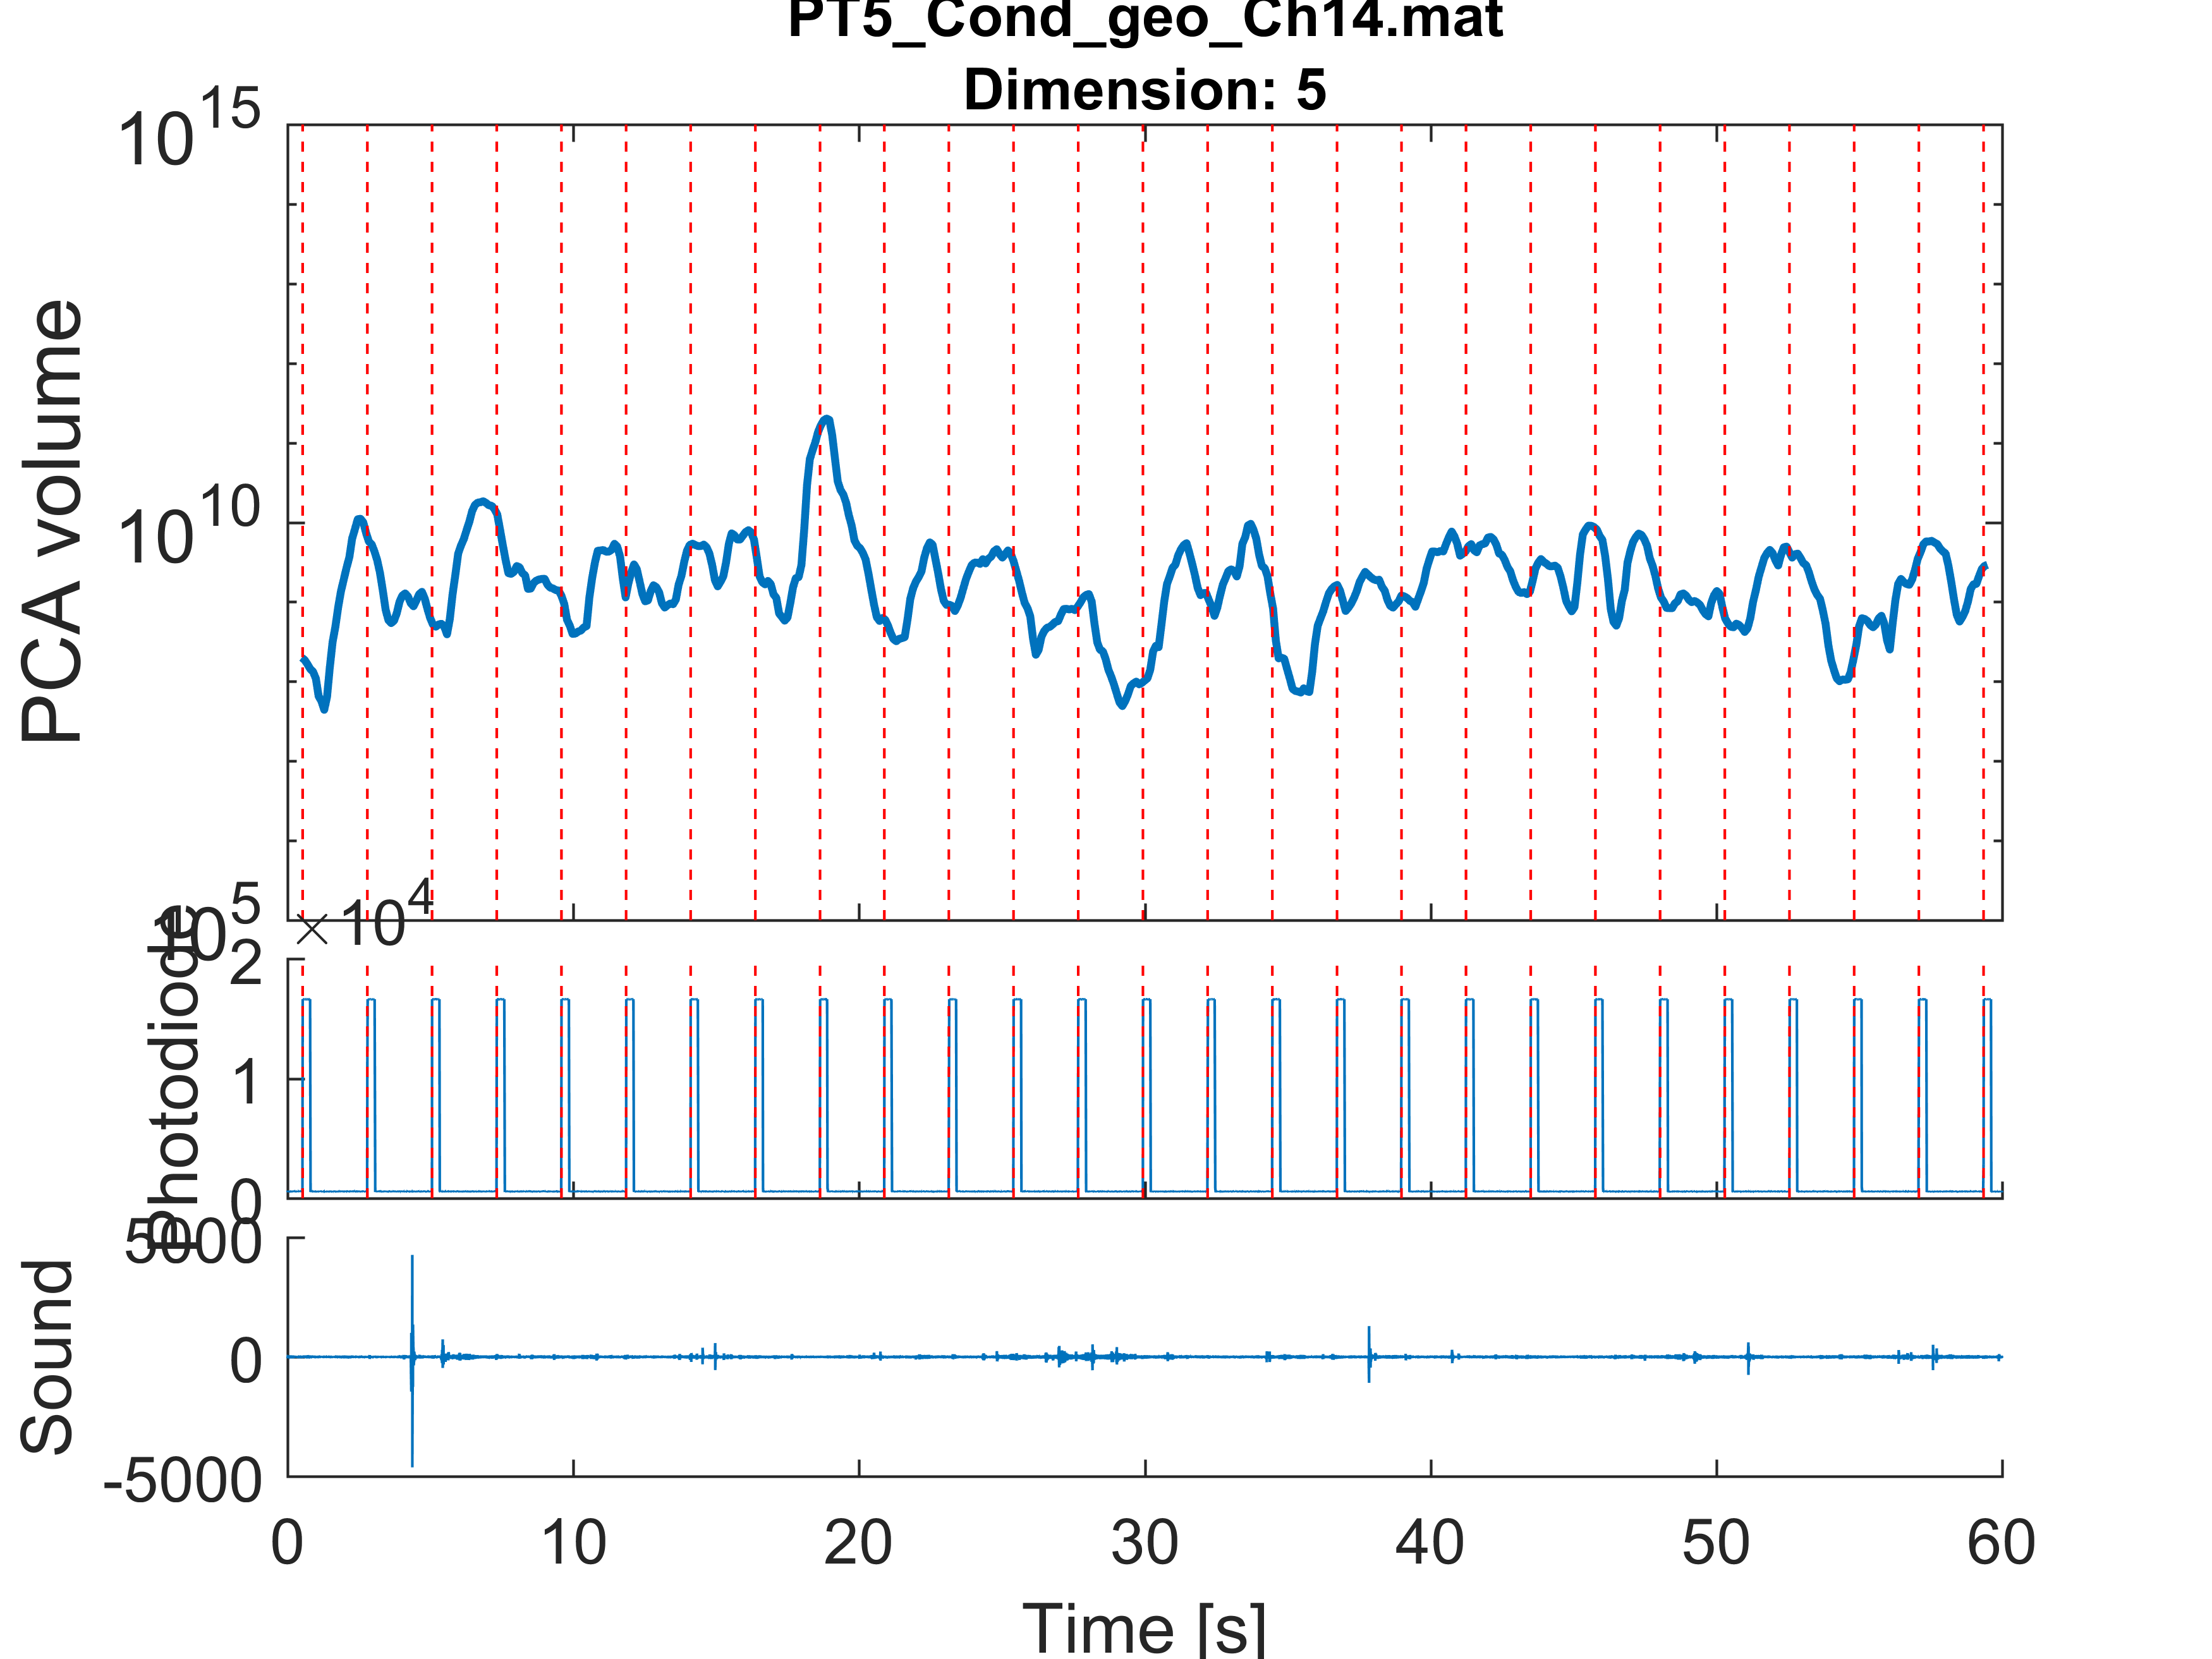 PT5_Cond_geo_Ch14.mat
Dimension: 5
PCA volume
10^15
10^10
10^5
×10^4
Photodiode
2
1
0
Sound
5000
0
-5000
0 10 20 30 40 50 60
Time [s]